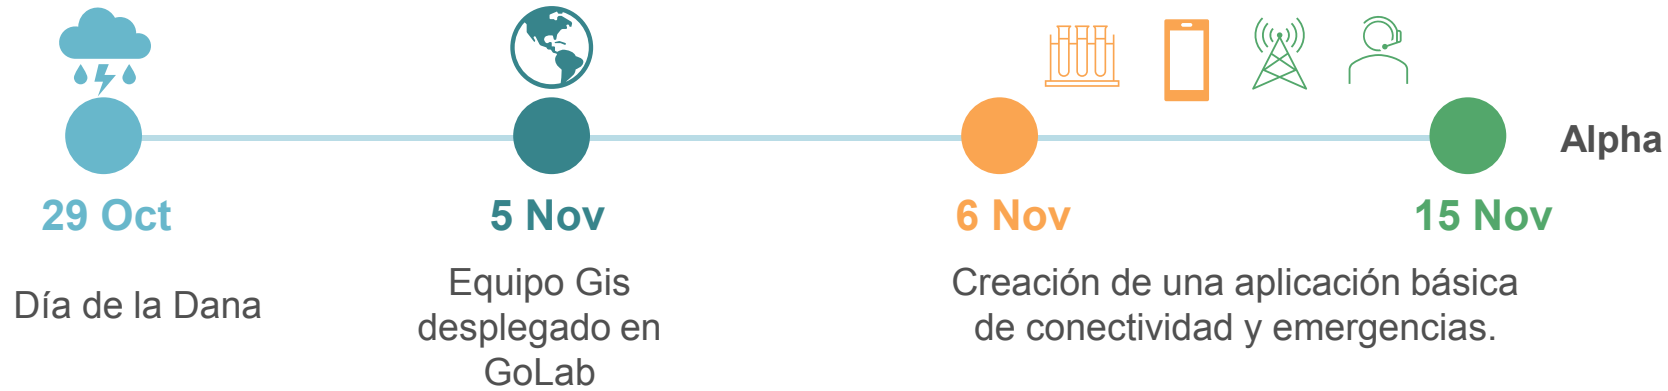 Alpha
29 Oct
5 Nov
6 Nov
15 Nov
Día de la Dana
Equipo Gis
desplegado en
GoLab
Creación de una aplicación básica
de conectividad y emergencias.